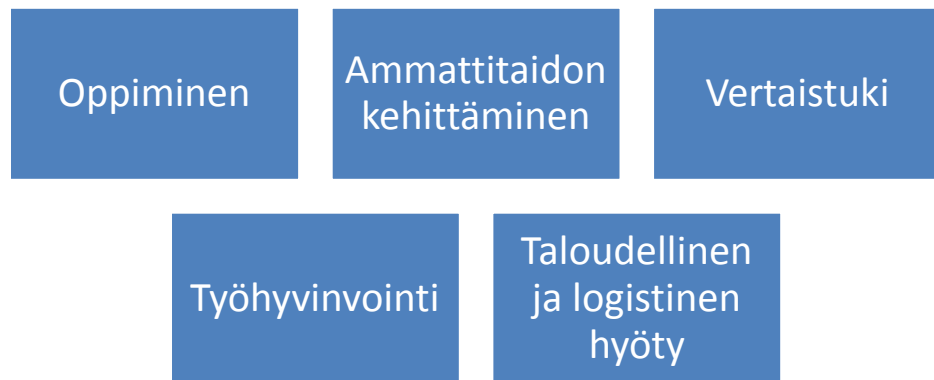 Oppiminen
Ammattitaidon
kehittäminen
Vertaistuki
Työhyvinvointi
Taloudellinen
ja logistinen
hyöty